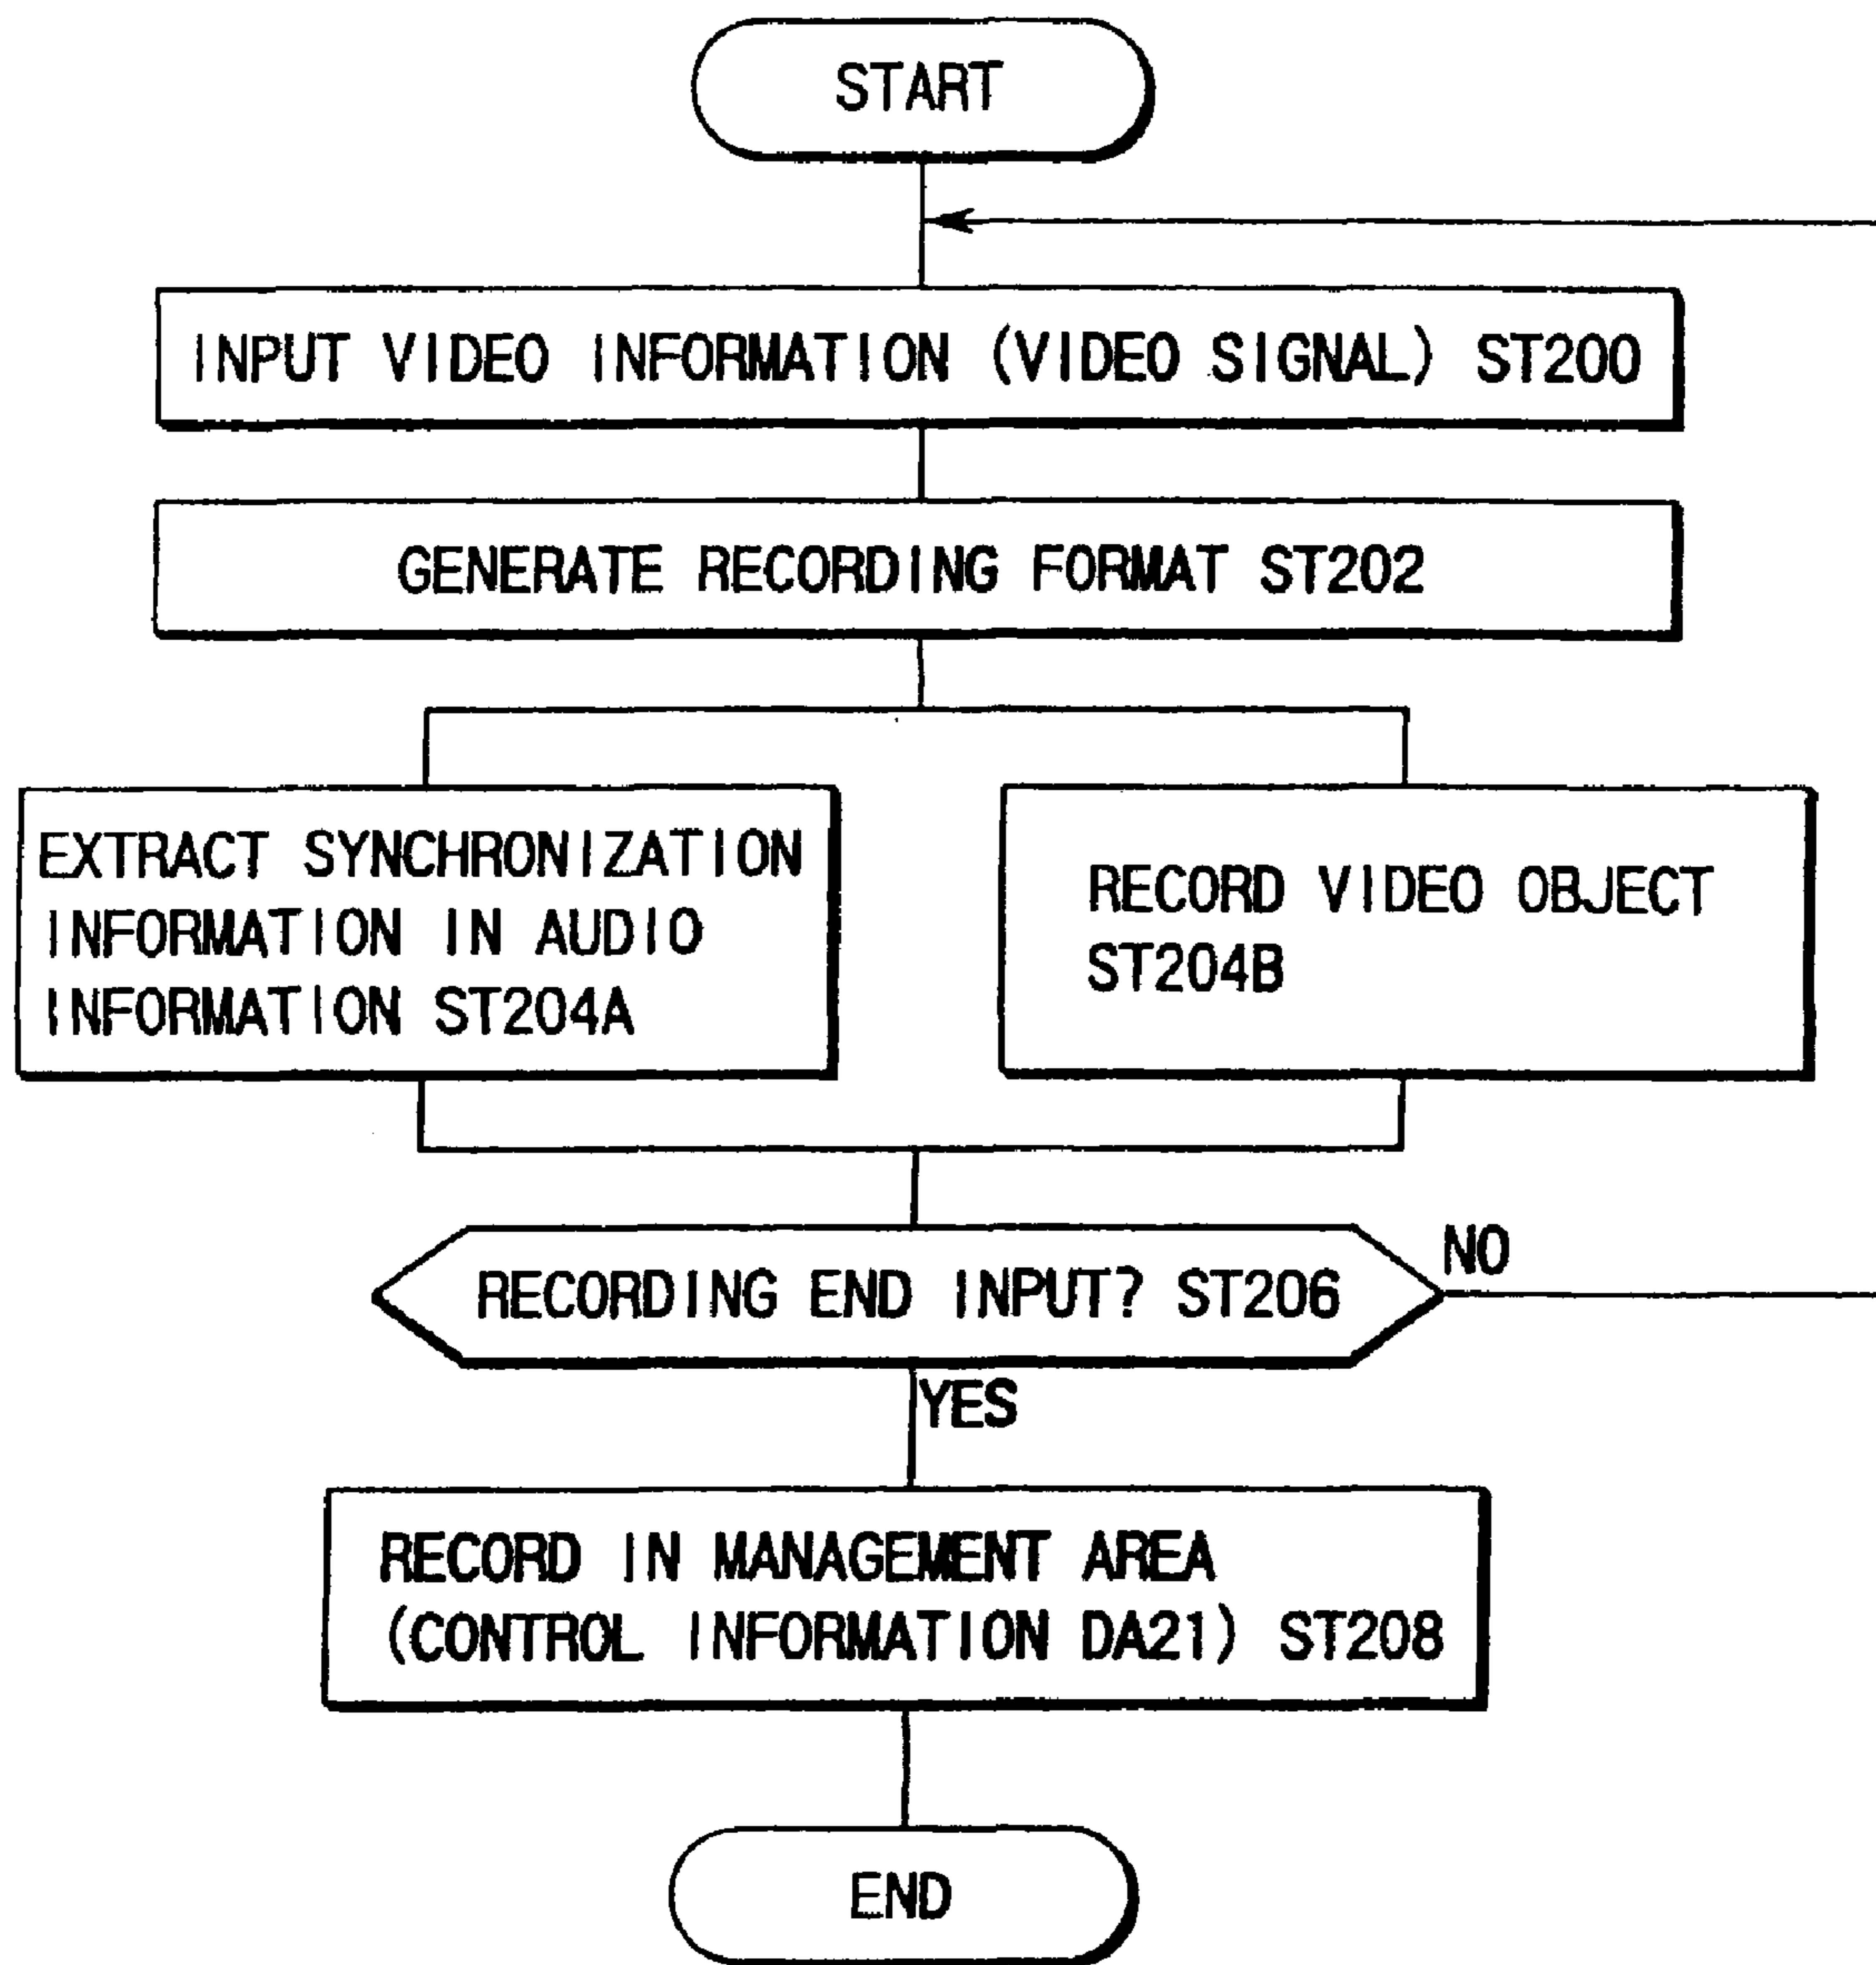 START
INPUT VIDEO INFORMATION (VIDEO SIGNAL) ST200
GENERATE RECORDING FORMAT ST202
EXTRACT SYNCHRONIZATION
INFORMATION IN AUDIO
INFORMATION ST204A
RECORD VIDEO OBJECT
ST204B
RECORDING END INPUT? ST206
NO
YES
RECORD IN MANAGEMENT AREA
(CONTROL INFORMATION DA21) ST208
END